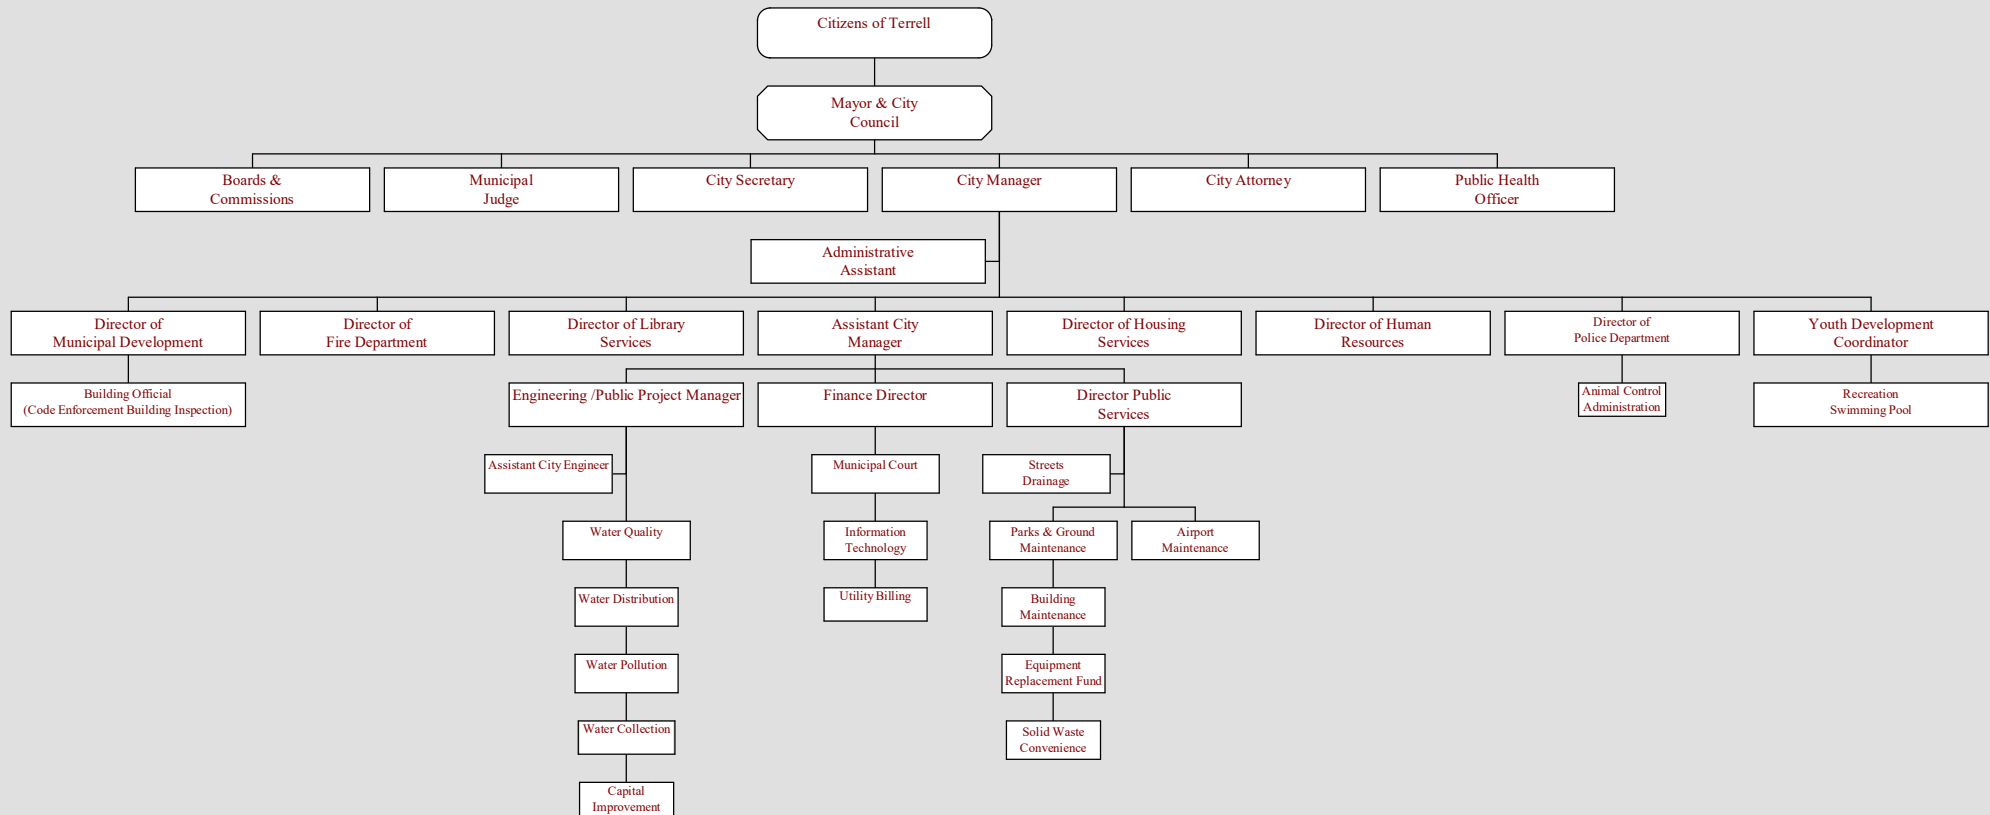 Citizens of Terrell
Mayor & City
Council
Boards &
Commissions
Municipal
Judge
City Secretary
City Manager
City Attorney
Public Health
Officer
Administrative
Assistant
Director of
Municipal Development
Director of
Fire Department
Director of Library
Services
Assistant City
Manager
Director of Housing
Services
Director of Human
Resources
Director of
Police Department
Youth Development
Coordinator
Building Official
(Code Enforcement Building Inspection)
Engineering /Public Project Manager
Finance Director
Director Public
Services
Animal Control
Administration
Recreation
Swimming Pool
Assistant City Engineer
Municipal Court
Streets
Drainage
Water Quality
Information
Technology
Parks & Ground
Maintenance
Airport
Maintenance
Water Distribution
Utility Billing
Building
Maintenance
Water Pollution
Equipment
Replacement Fund
Water Collection
Solid Waste
Convenience
Capital
Improvement